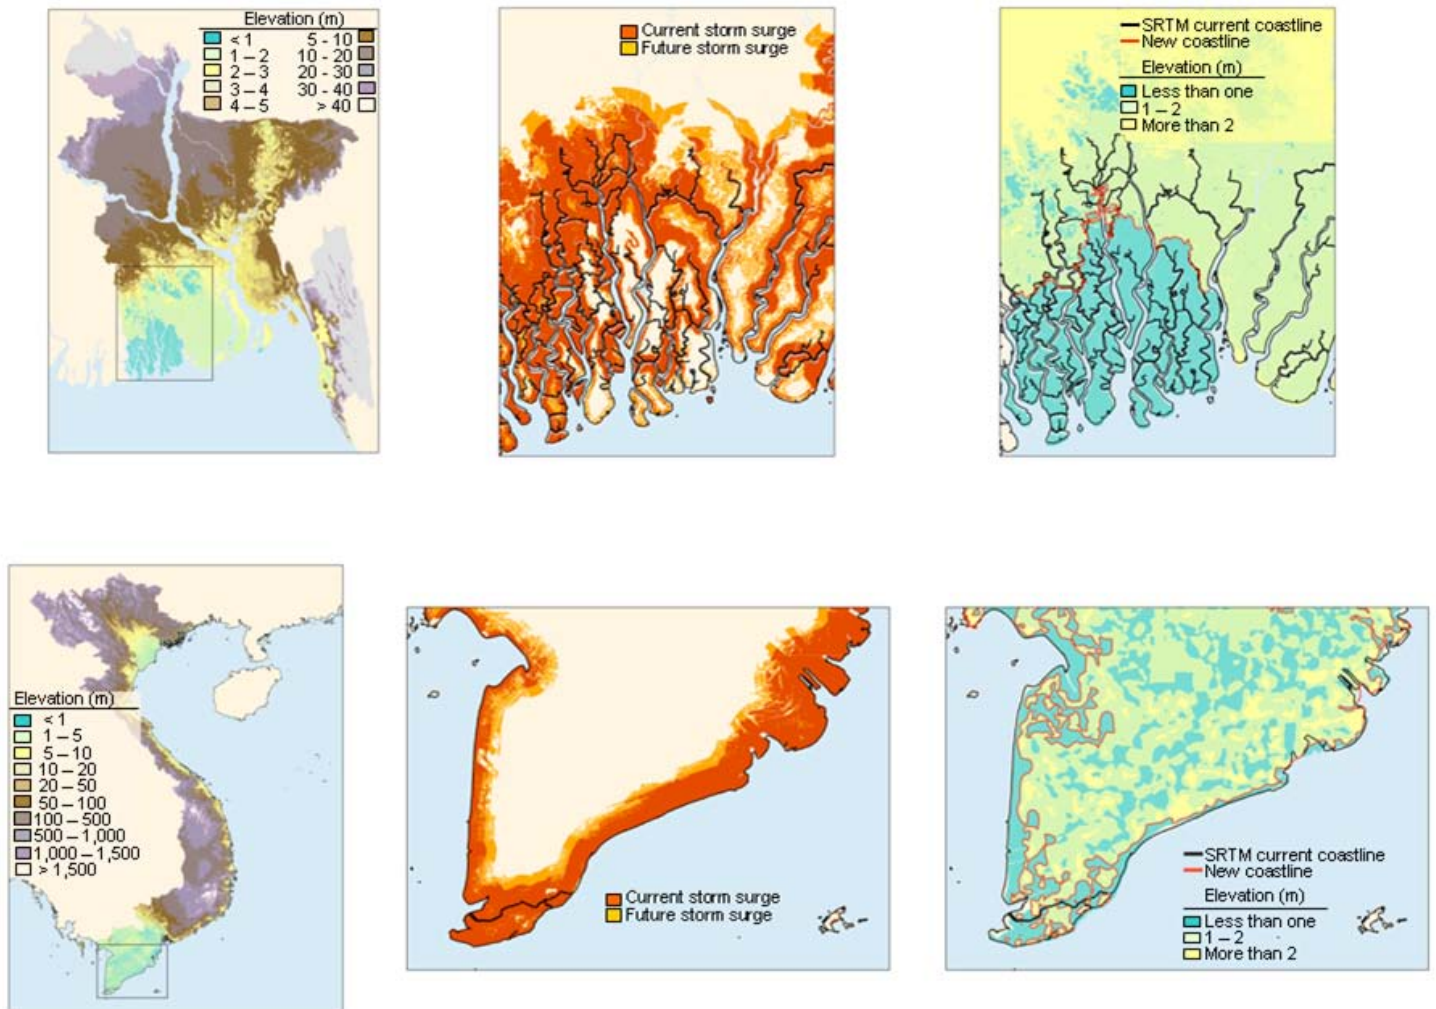 Elevation (m)
< 1 5 - 10
1 – 2 10 - 20
2 – 3 20 - 30
3 – 4 30 - 40
4 – 5 > 40
Current storm surge
Future storm surge
SRTM current coastline
New coastline
Elevation (m)
Less than one
1 – 2
More than 2
Elevation (m)
< 1
1 – 5
5 – 10
10 – 20
20 – 50
50 – 100
100 – 500
500 – 1,000
1,000 – 1,500
> 1,500
Current storm surge
Future storm surge
SRTM current coastline
New coastline
Elevation (m)
Less than one
1 – 2
More than 2